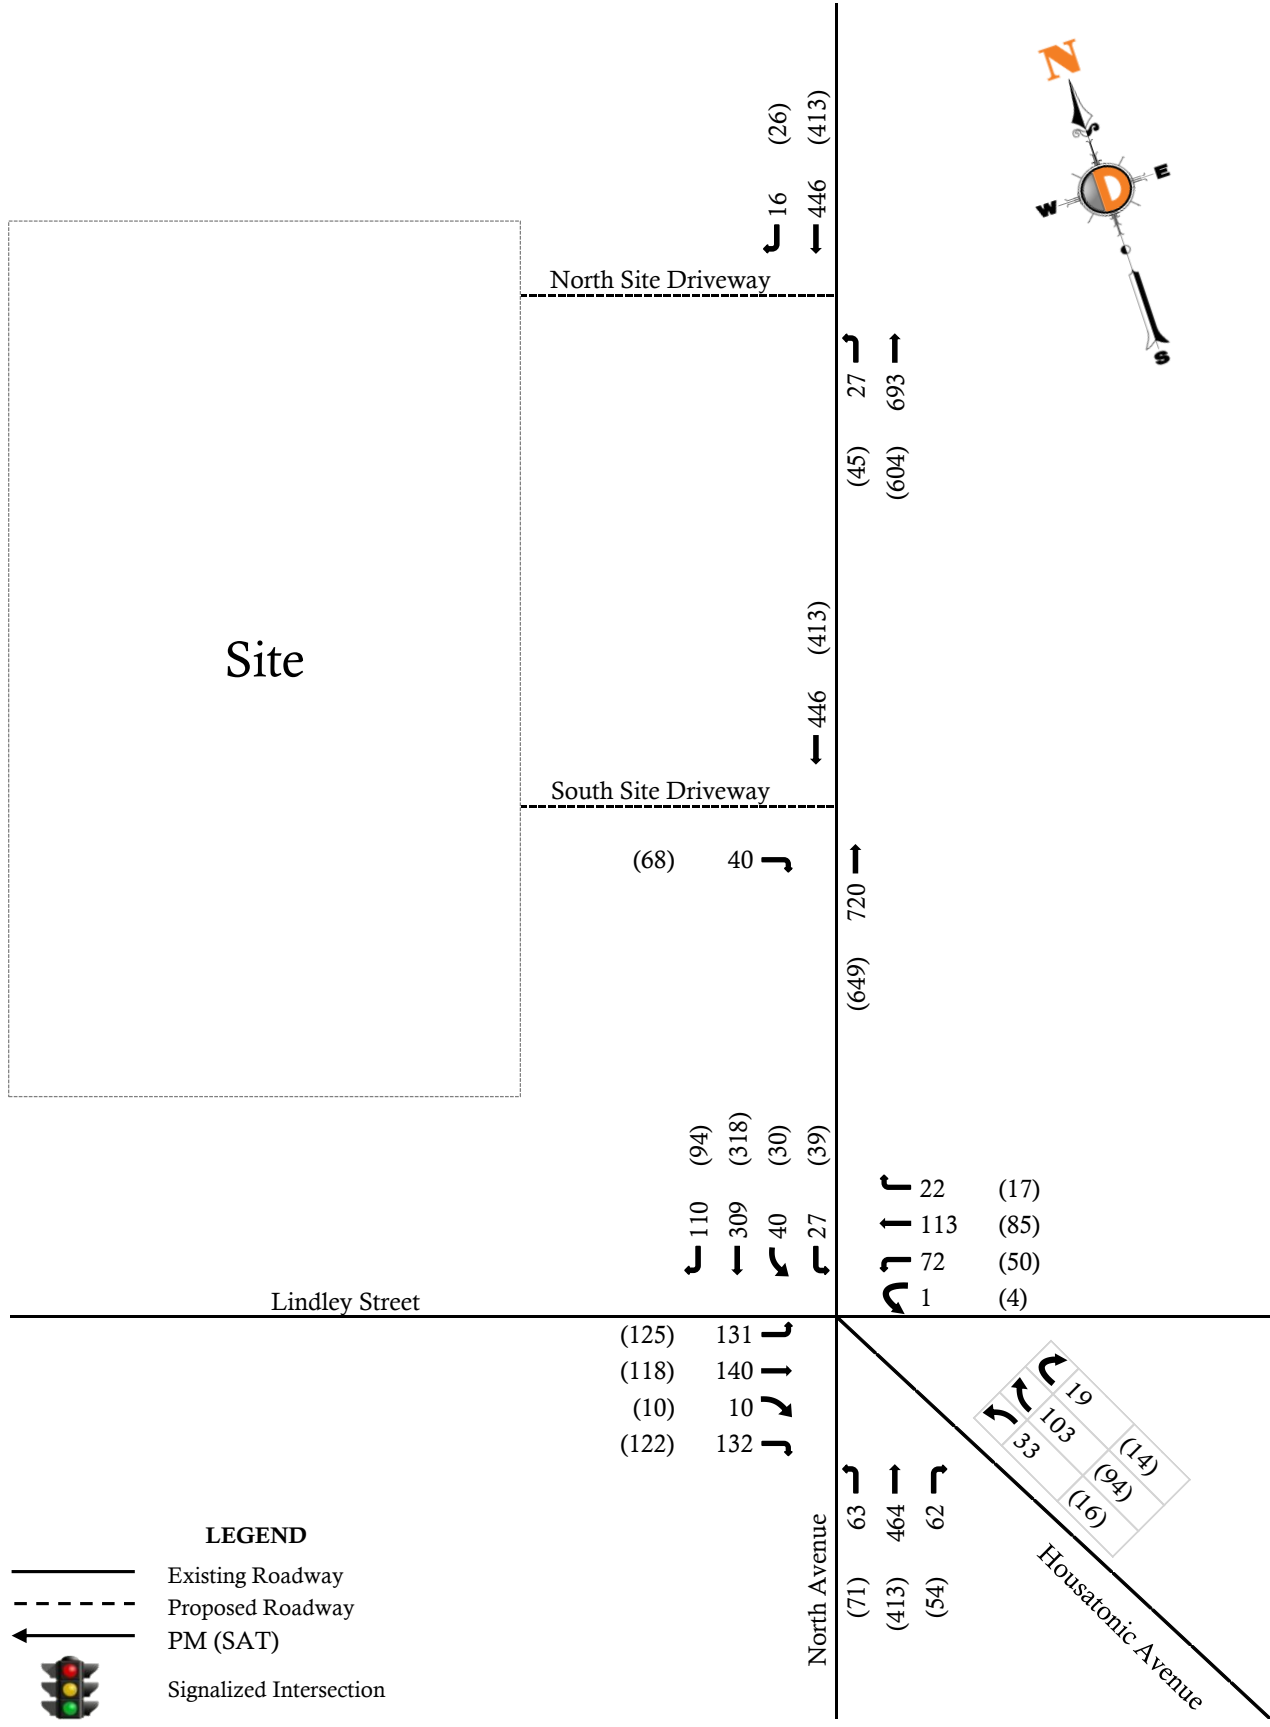 N
(26) (413)
16 446
E
D
W
North Site Driveway
S
27 693
(45) (604)
(413)
Site
446
South Site Driveway
(68) 40
720
(649)
(94) (318) (30) (39)
110 309 40 27
22 (17)
113 (85)
72 (50)
1 (4)
Lindley Street
(125) 131
(118) 140
(10) 10
(122) 132
19 (14)
103 (94)
33 (16)
63 464 62
(71) (413) (54)
North Avenue
Housatonic Avenue
LEGEND
Existing Roadway
Proposed Roadway
PM (SAT)
Signalized Intersection